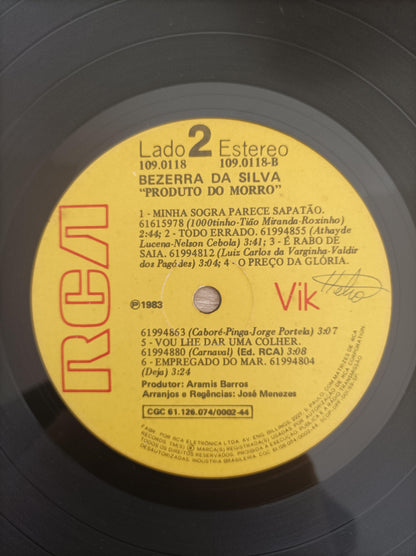 Lado 2 Estereo
109.0118 109.0118-B
BEZERRA DA SILVA
"PRODUTO DO MORRO"
1 - MINHA SOGRA PARECE SAPATÃO.
61615978 (1000tinho-Tião Miranda-Roxinho)
2:44; 2 - TODO ERRADO. 61994855 (Athayde
Lucena-Nelson Cebola) 3:41; 3 - É RABO DE
SAIA. 61994812 (Luiz Carlos da Varginha-Valdir
dos Pagodes) 3:04; 4 - O PREÇO DA GLÓRIA.
RCA
℗1983
Vik
Helio
61994863 (Caboré-Pinga-Jorge Portela) 3:07
5 - VOU LHE DAR UMA COLHER.
61994880 (Carnaval) (Ed. RCA) 3:08
6 - EMPREGADO DO MAR. 61994804
(Deja) 3:24
Produtor: Aramis Barros
Arranjos e Regências: José Menezes
CGC 61.126.074/0002-44